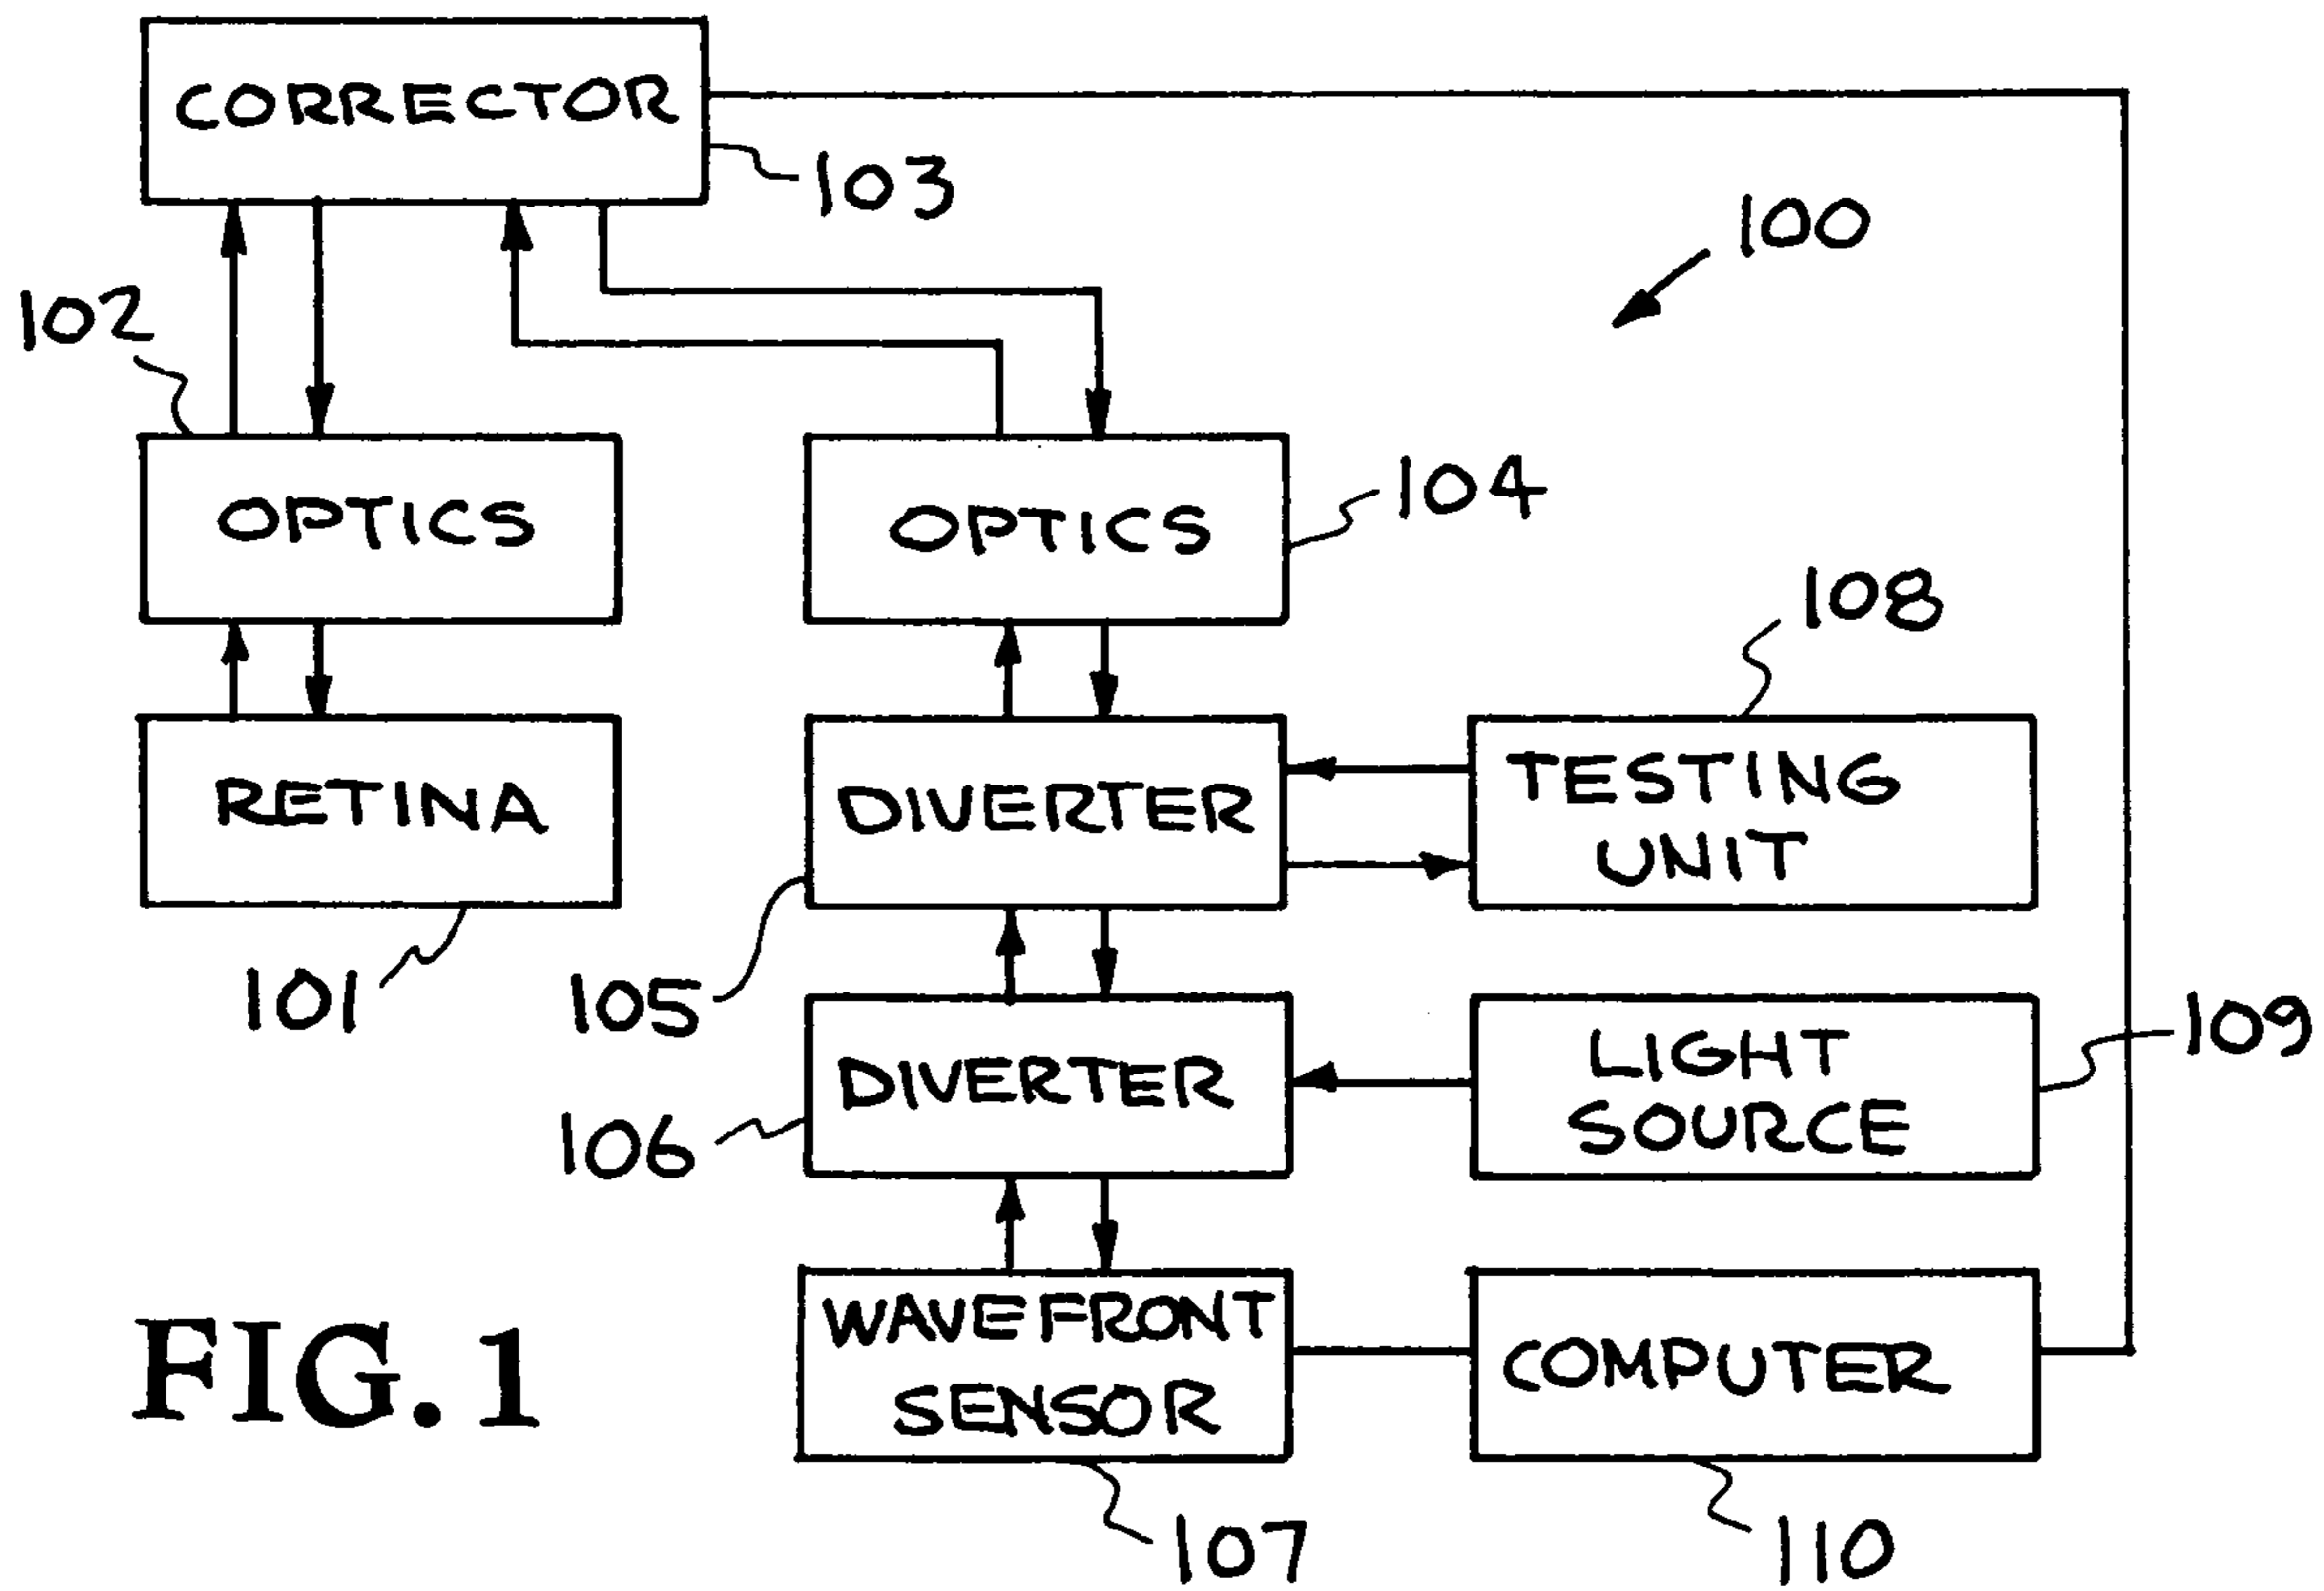 CORRECTOR
103
100
102
OPTICS
OPTICS
104
108
RETINA
DIVERTER
TESTING
UNIT
101
105
DIVERTER
LIGHT
SOURCE
109
106
WAVEFRONT
SENSOR
COMPUTER
FIG. 1
107
110